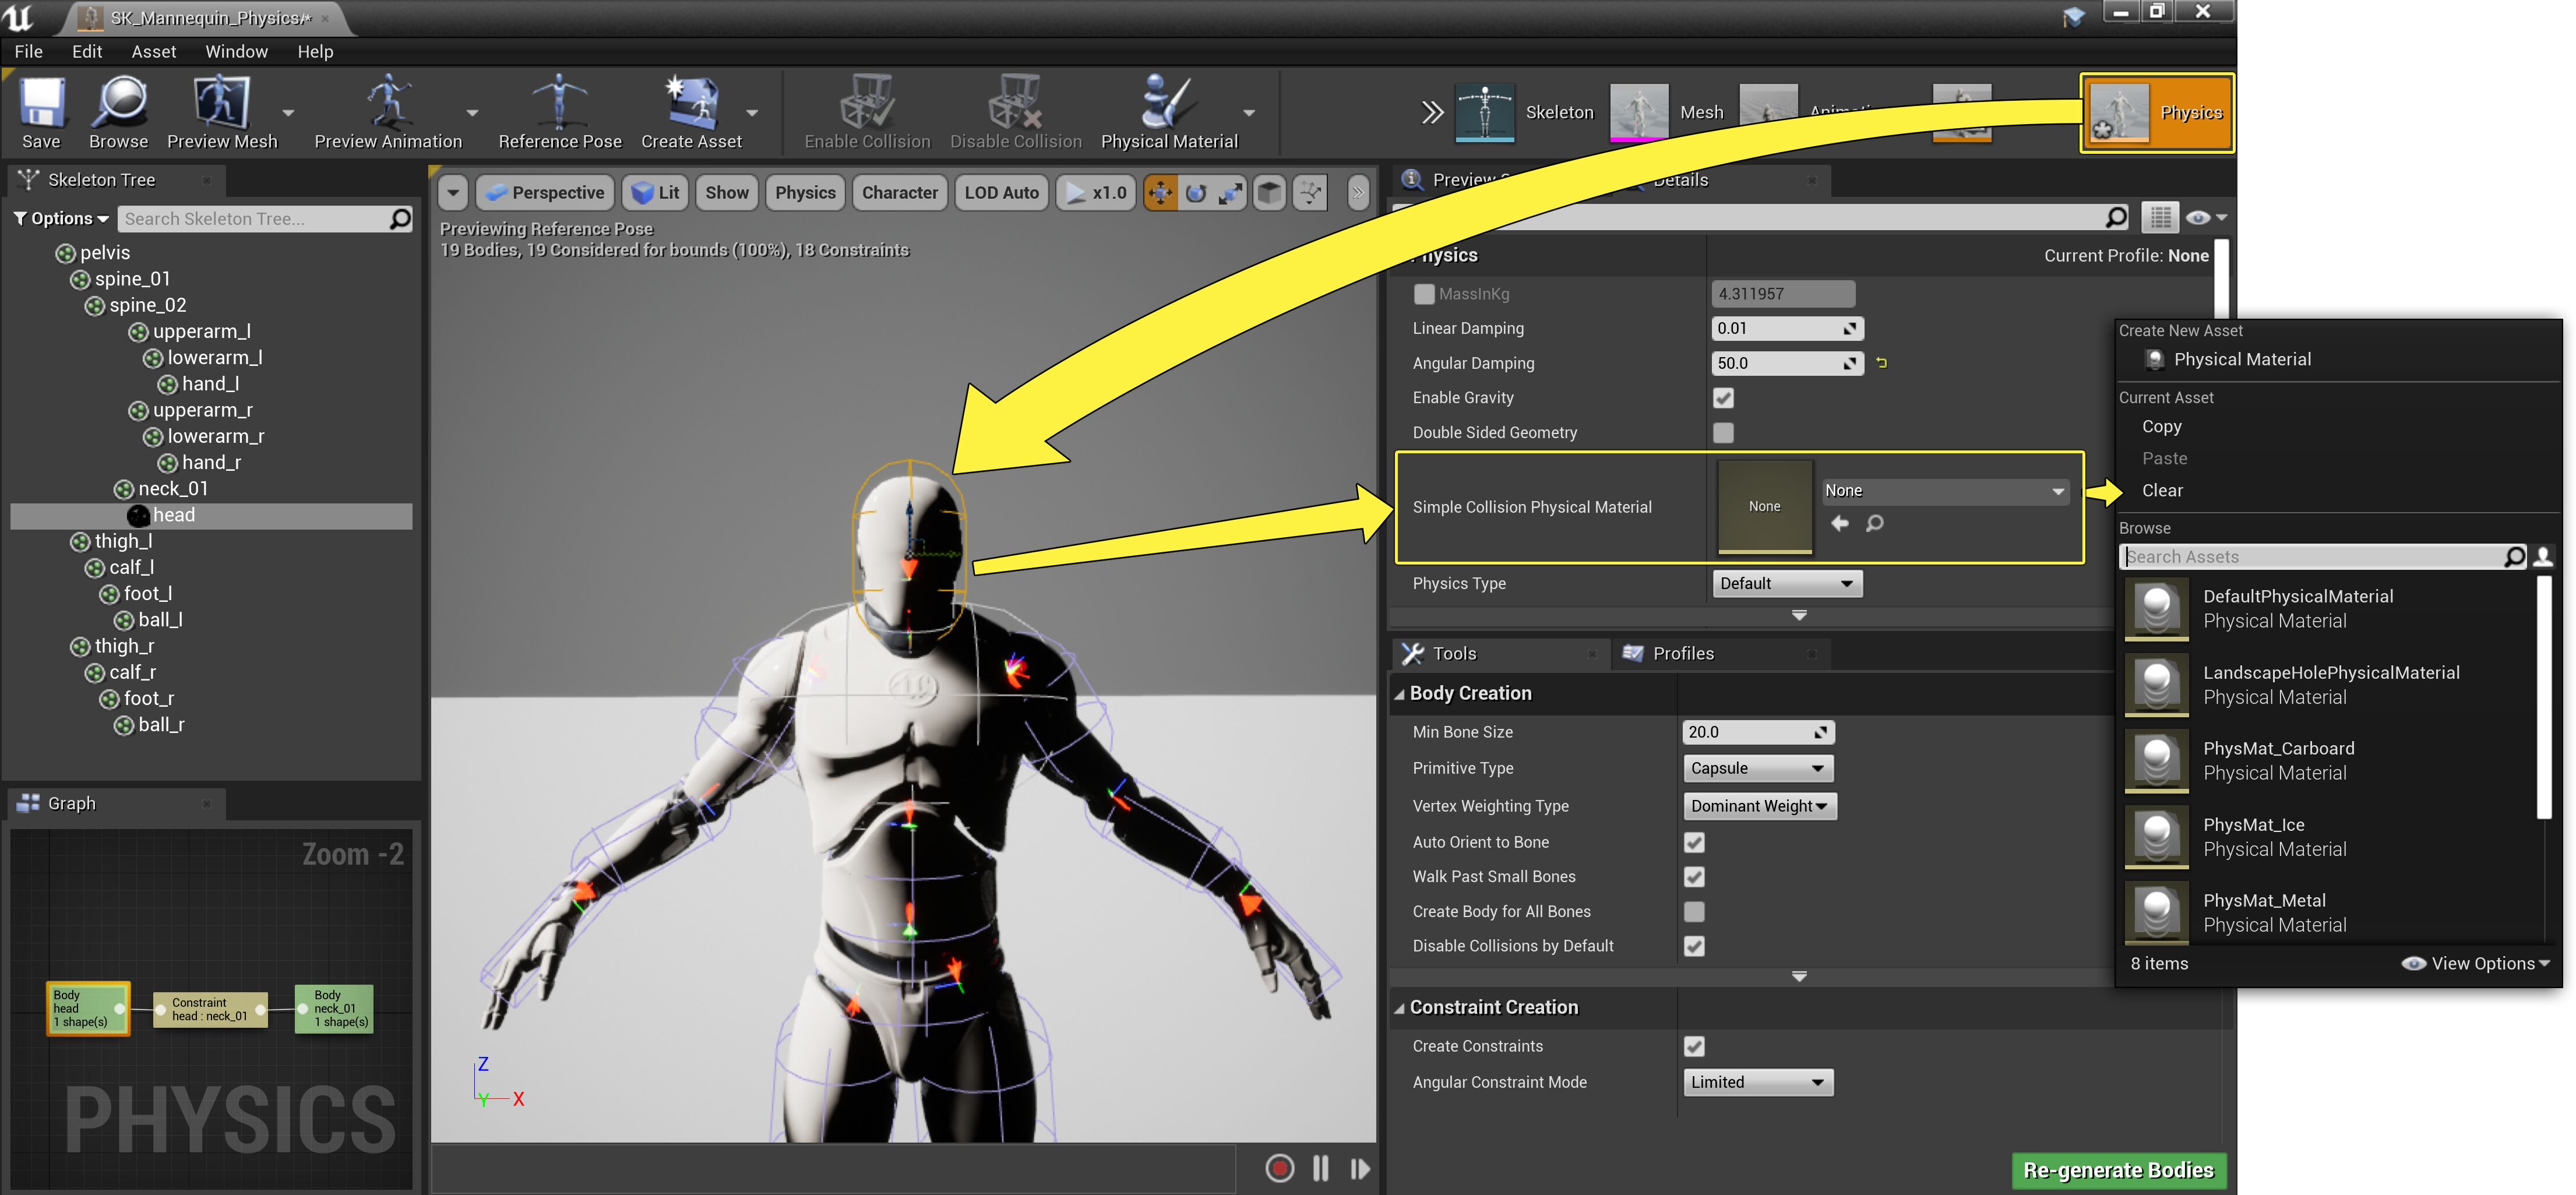 SK_Mannequin_Physics/*
File Edit Asset Window Help
Save Browse Preview Mesh Preview Animation Reference Pose Create Asset Enable Collision Disable Collision Physical Material
Skeleton Mesh Physics
Skeleton Tree
Options Search Skeleton Tree...
pelvis
spine_01
spine_02
upperarm_l
lowerarm_l
hand_l
upperarm_r
lowerarm_r
hand_r
neck_01
head
thigh_l
calf_l
foot_l
ball_l
thigh_r
calf_r
foot_r
ball_r
Graph
Zoom -2
Body
head
1 shape(s)
Constraint
head : neck_01
Body
neck_01
1 shape(s)
PHYSICS
Perspective Lit Show Physics Character LOD Auto x1.0
Previewing Reference Pose
19 Bodies, 19 Considered for bounds (100%), 18 Constraints
Z
Y X
Preview Details
Physics Current Profile: None
MassInKg 4.311957
Linear Damping 0.01
Angular Damping 50.0
Enable Gravity
Double Sided Geometry
Simple Collision Physical Material None None
Physics Type Default
Tools Profiles
Body Creation
Min Bone Size 20.0
Primitive Type Capsule
Vertex Weighting Type Dominant Weight
Auto Orient to Bone
Walk Past Small Bones
Create Body for All Bones
Disable Collisions by Default
Constraint Creation
Create Constraints
Angular Constraint Mode Limited
Re-generate Bodies
Create New Asset
Physical Material
Current Asset
Copy
Paste
Clear
Browse
Search Assets
DefaultPhysicalMaterial
Physical Material
LandscapeHolePhysicalMaterial
Physical Material
PhysMat_Carboard
Physical Material
PhysMat_Ice
Physical Material
PhysMat_Metal
Physical Material
8 items View Options